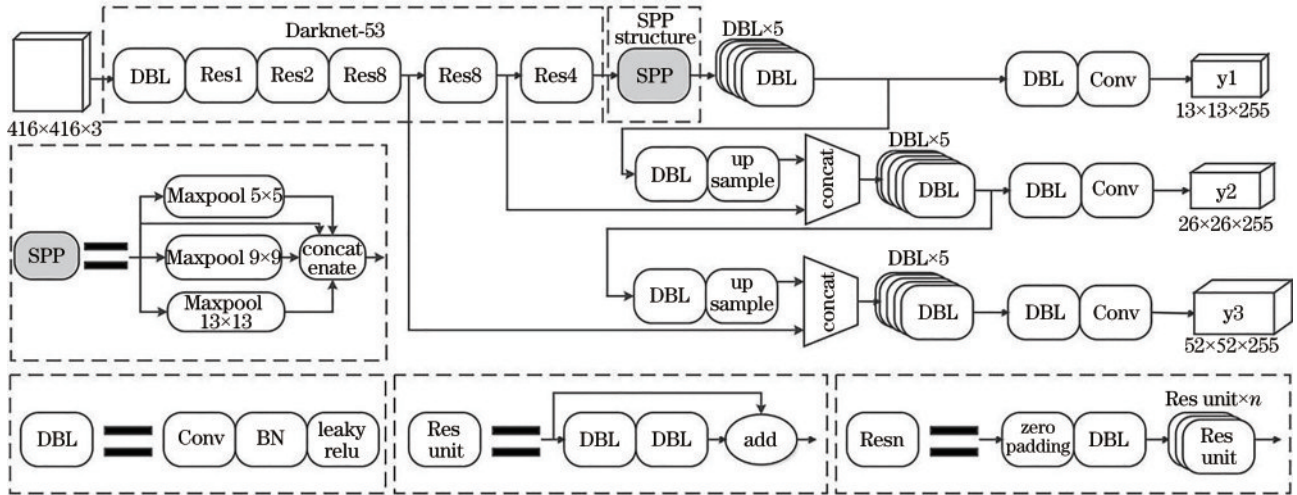 Darknet-53
SPP
structure
DBL×5
DBL
Res1
Res2
Res8
Res8
Res4
SPP
DBL
DBL
Conv
y1
416×416×3
13×13×255
DBL
up
sample
concat
DBL×5
DBL
DBL
Conv
y2
26×26×255
SPP
Maxpool 5×5
Maxpool 9×9
Maxpool
13×13
concat
enate
DBL
up
sample
concat
DBL×5
DBL
DBL
Conv
y3
52×52×255
DBL
Conv
BN
leaky
relu
Res
unit
DBL
DBL
add
Resn
zero
padding
DBL
Res unit×n
Res
unit